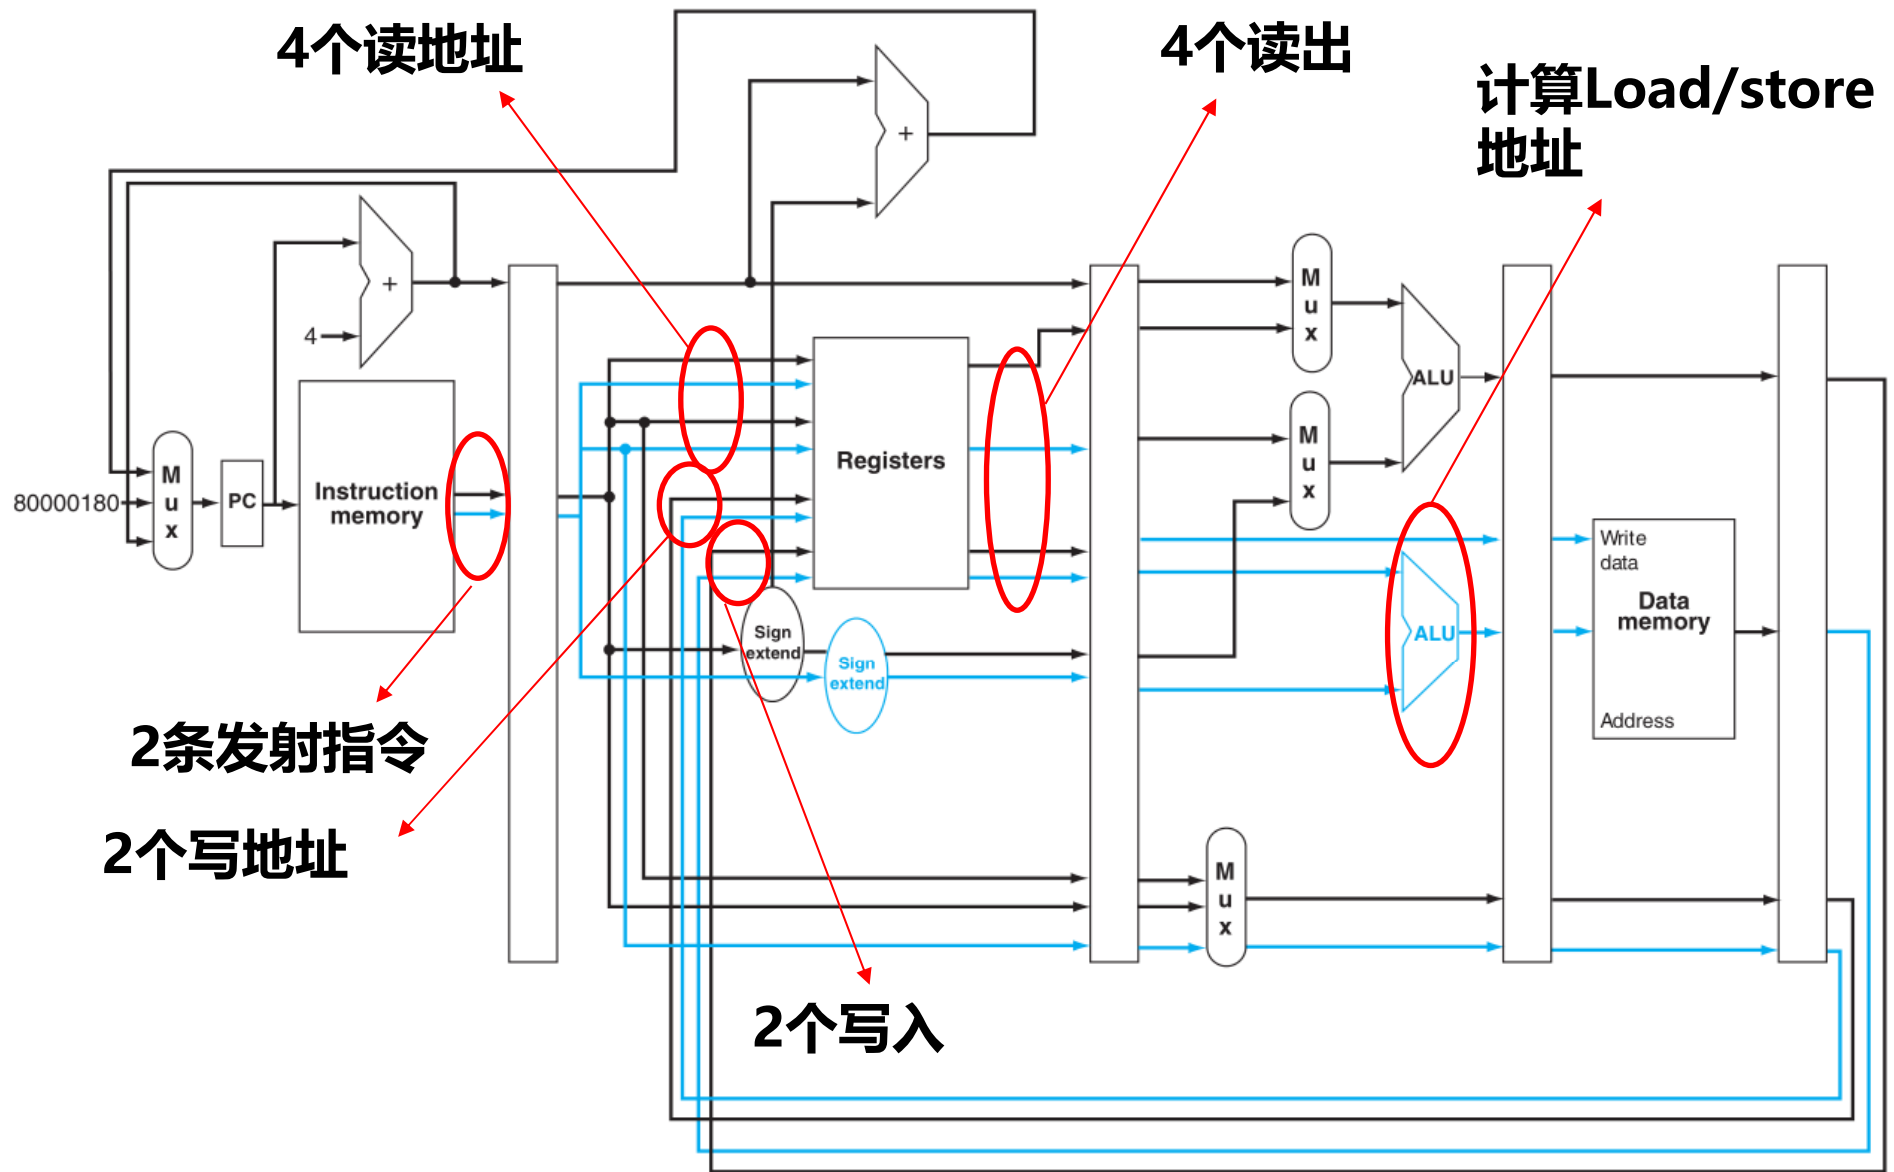 4个读地址
4个读出
计算Load/store
地址
+
+
4
M
u
x
ALU
M
u
x
80000180
M
u
x
PC
Instruction
memory
Registers
Write
data
Data
memory
Address
ALU
Sign
extend
Sign
extend
2条发射指令
2个写地址
M
u
x
2个写入